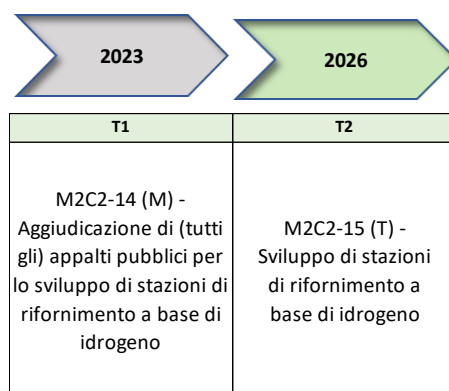 2023
2026
T1
T2
M2C2-14 (M) -
Aggiudicazione di (tutti
gli) appalti pubblici per
lo sviluppo di stazioni di
rifornimento a base di
idrogeno
M2C2-15 (T) -
Sviluppo di stazioni
di rifornimento a
base di idrogeno